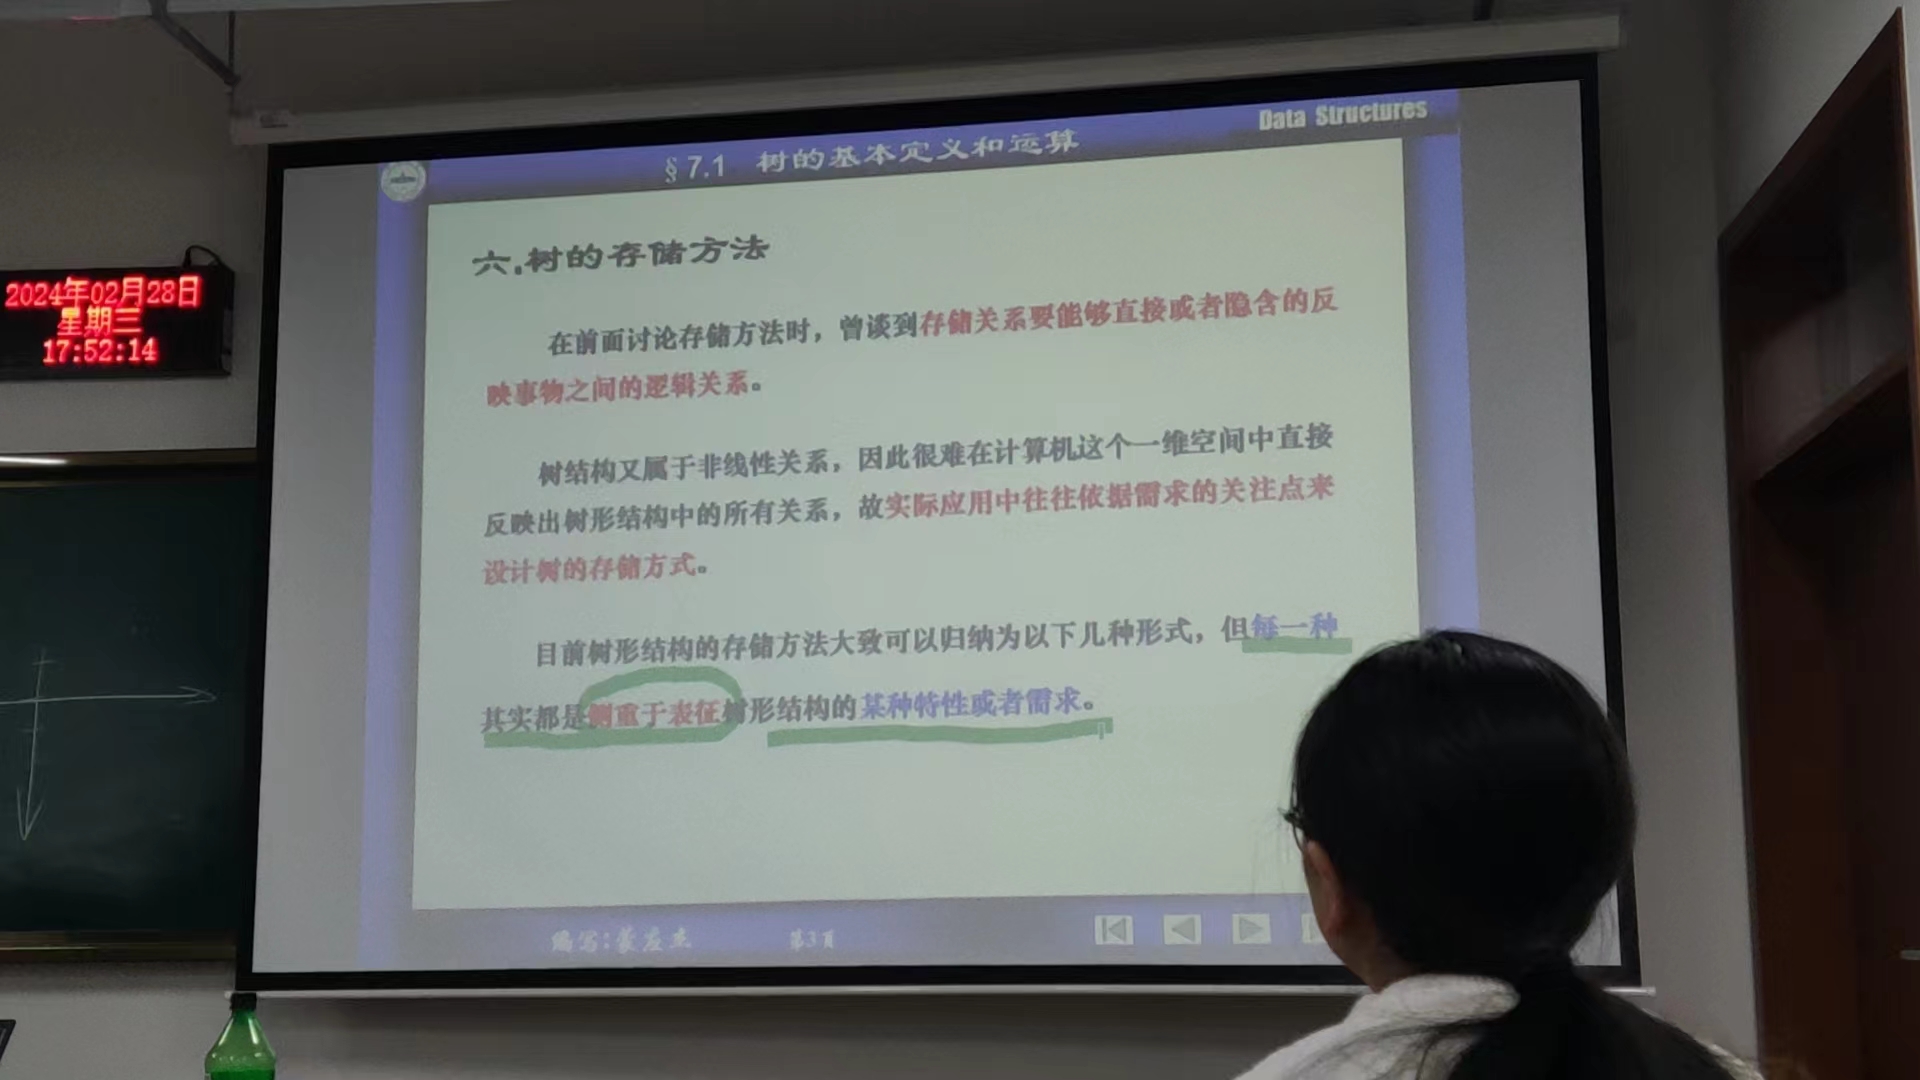 Data Structures
§7.1 树的基本定义和运算
六.树的存储方法
2024年02月28日
星期三
17:52:14
在前面讨论存储方法时，曾谈到存储关系要能够直接或者隐含的反
映事物之间的逻辑关系。
树结构又属于非线性关系，因此很难在计算机这个一维空间中直接
反映出树形结构中的所有关系，故实际应用中往往依据需求的关注点来
设计树的存储方式。
目前树形结构的存储方法大致可以归纳为以下几种形式，但每一种
其实都是侧重于表征树形结构的某种特性或者需求。
编写:
第3页